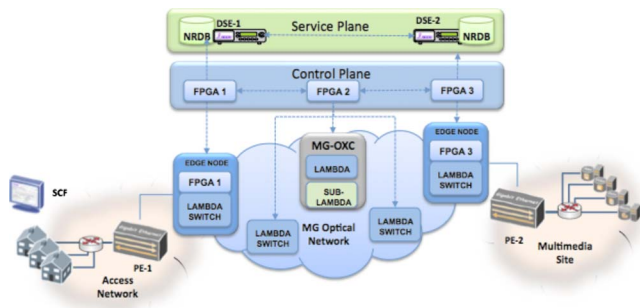 DSE-1
Service Plane
DSE-2
NRDB
NRDB
Control Plane
FPGA 1
FPGA 2
FPGA 3
EDGE NODE
FPGA 1
LAMBDA
SWITCH
MG-OXC
LAMBDA
SUB-
LAMBDA
EDGE NODE
FPGA 3
LAMBDA
SWITCH
LAMBDA
SWITCH
MG Optical
Network
LAMBDA
SWITCH
SCF
PE-1
Access
Network
PE-2
Multimedia
Site